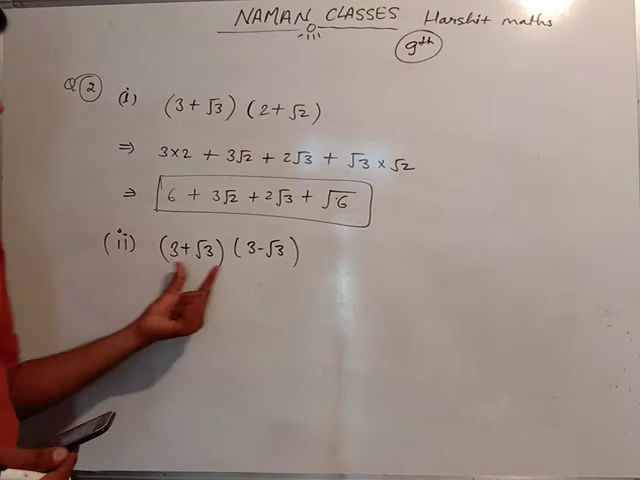 NAMAN CLASSES Harshit maths
9th
Q. 2 (i) (3 + √3) (2 + √2)
⇒ 3×2 + 3√2 + 2√3 + √3 × √2
⇒ 6 + 3√2 + 2√3 + √6
(ii) (3+√3) (3-√3)